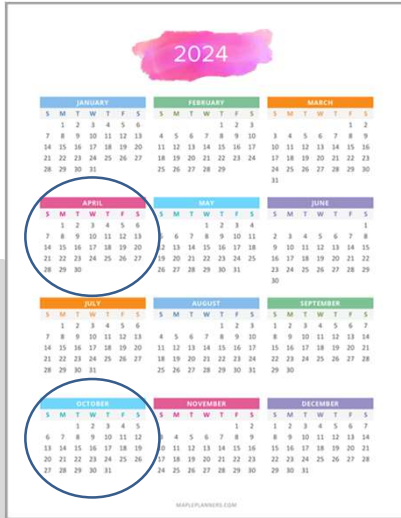 2024
JANUARY
S M T W T F S
1 2 3 4 5 6
7 8 9 10 11 12 13
14 15 16 17 18 19 20
21 22 23 24 25 26 27
28 29 30 31
FEBRUARY
S M T W T F S
1 2 3
4 5 6 7 8 9 10
11 12 13 14 15 16 17
18 19 20 21 22 23 24
25 26 27 28 29
MARCH
S M T W T F S
1 2
3 4 5 6 7 8 9
10 11 12 13 14 15 16
17 18 19 20 21 22 23
24 25 26 27 28 29 30
31
APRIL
S M T W T F S
1 2 3 4 5 6
7 8 9 10 11 12 13
14 15 16 17 18 19 20
21 22 23 24 25 26 27
28 29 30
MAY
S M T W T F S
1 2 3 4
5 6 7 8 9 10 11
12 13 14 15 16 17 18
19 20 21 22 23 24 25
26 27 28 29 30 31
JUNE
S M T W T F S
1
2 3 4 5 6 7 8
9 10 11 12 13 14 15
16 17 18 19 20 21 22
23 24 25 26 27 28 29
30
JULY
S M T W T F S
1 2 3 4 5 6
7 8 9 10 11 12 13
14 15 16 17 18 19 20
21 22 23 24 25 26 27
28 29 30 31
AUGUST
S M T W T F S
1 2 3
4 5 6 7 8 9 10
11 12 13 14 15 16 17
18 19 20 21 22 23 24
25 26 27 28 29 30 31
SEPTEMBER
S M T W T F S
1 2 3 4 5 6 7
8 9 10 11 12 13 14
15 16 17 18 19 20 21
22 23 24 25 26 27 28
29 30
OCTOBER
S M T W T F S
1 2 3 4 5
6 7 8 9 10 11 12
13 14 15 16 17 18 19
20 21 22 23 24 25 26
27 28 29 30 31
NOVEMBER
S M T W T F S
1 2
3 4 5 6 7 8 9
10 11 12 13 14 15 16
17 18 19 20 21 22 23
24 25 26 27 28 29 30
DECEMBER
S M T W T F S
1 2 3 4 5 6 7
8 9 10 11 12 13 14
15 16 17 18 19 20 21
22 23 24 25 26 27 28
29 30 31
MAPLEPLANNERS.COM